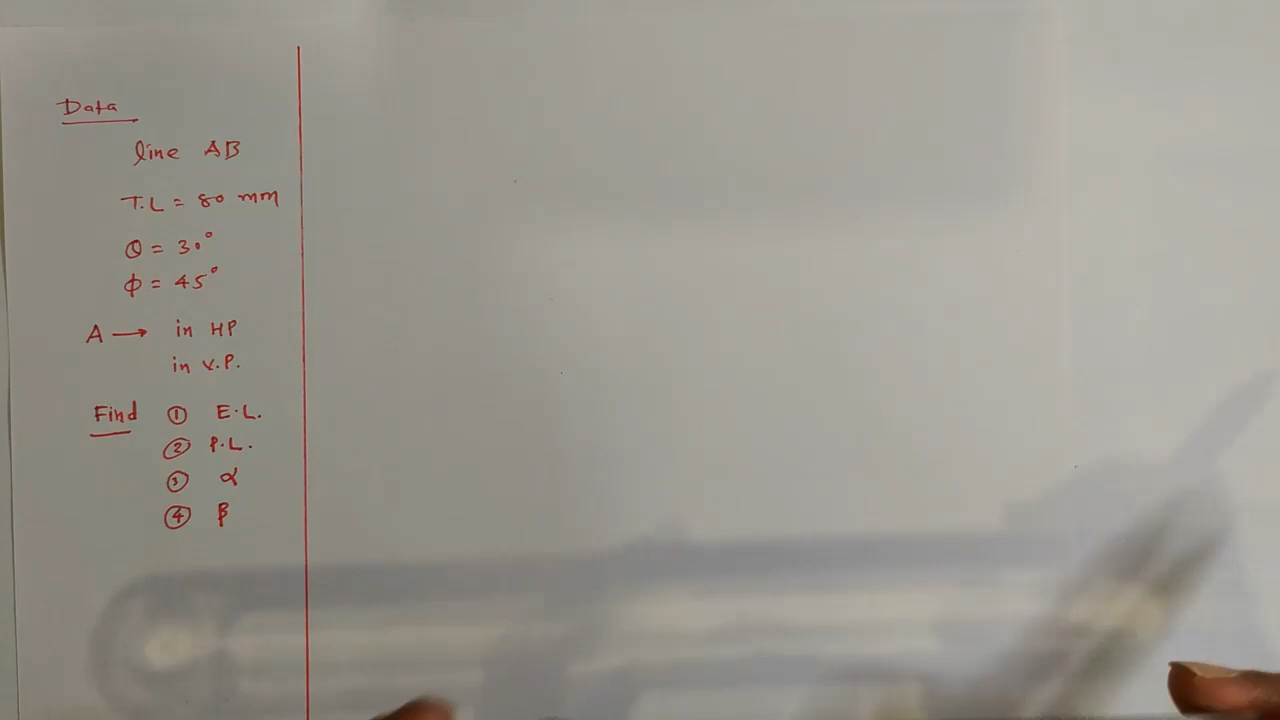 Data
line AB
T.L = 80 mm
θ = 30°
ϕ = 45°
A → in HP
in V.P.
Find ① E.L.
② P.L.
③ α
④ β